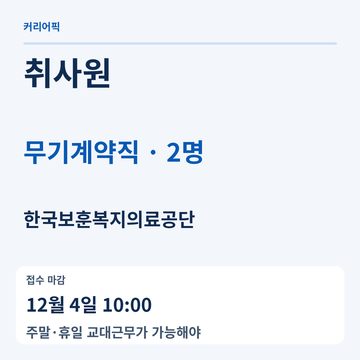 커리어픽
취사원
무기계약직 · 2명
한국보훈복지의료공단
접수 마감
12월 4일 10:00
주말·휴일 교대근무가 가능해야